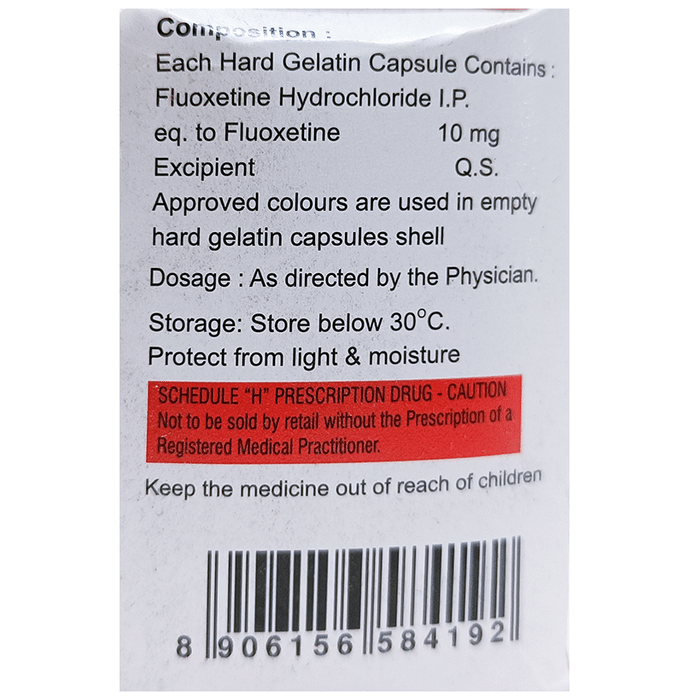 Composition :
Each Hard Gelatin Capsule Contains :
Fluoxetine Hydrochloride I.P.
eq. to Fluoxetine 10 mg
Excipient Q.S.
Approved colours are used in empty
hard gelatin capsules shell
Dosage : As directed by the Physician.
Storage: Store below 30°C.
Protect from light & moisture
SCHEDULE "H" PRESCRIPTION DRUG - CAUTION
Not to be sold by retail without the Prescription of a
Registered Medical Practitioner.
Keep the medicine out of reach of children
8 906156 584192